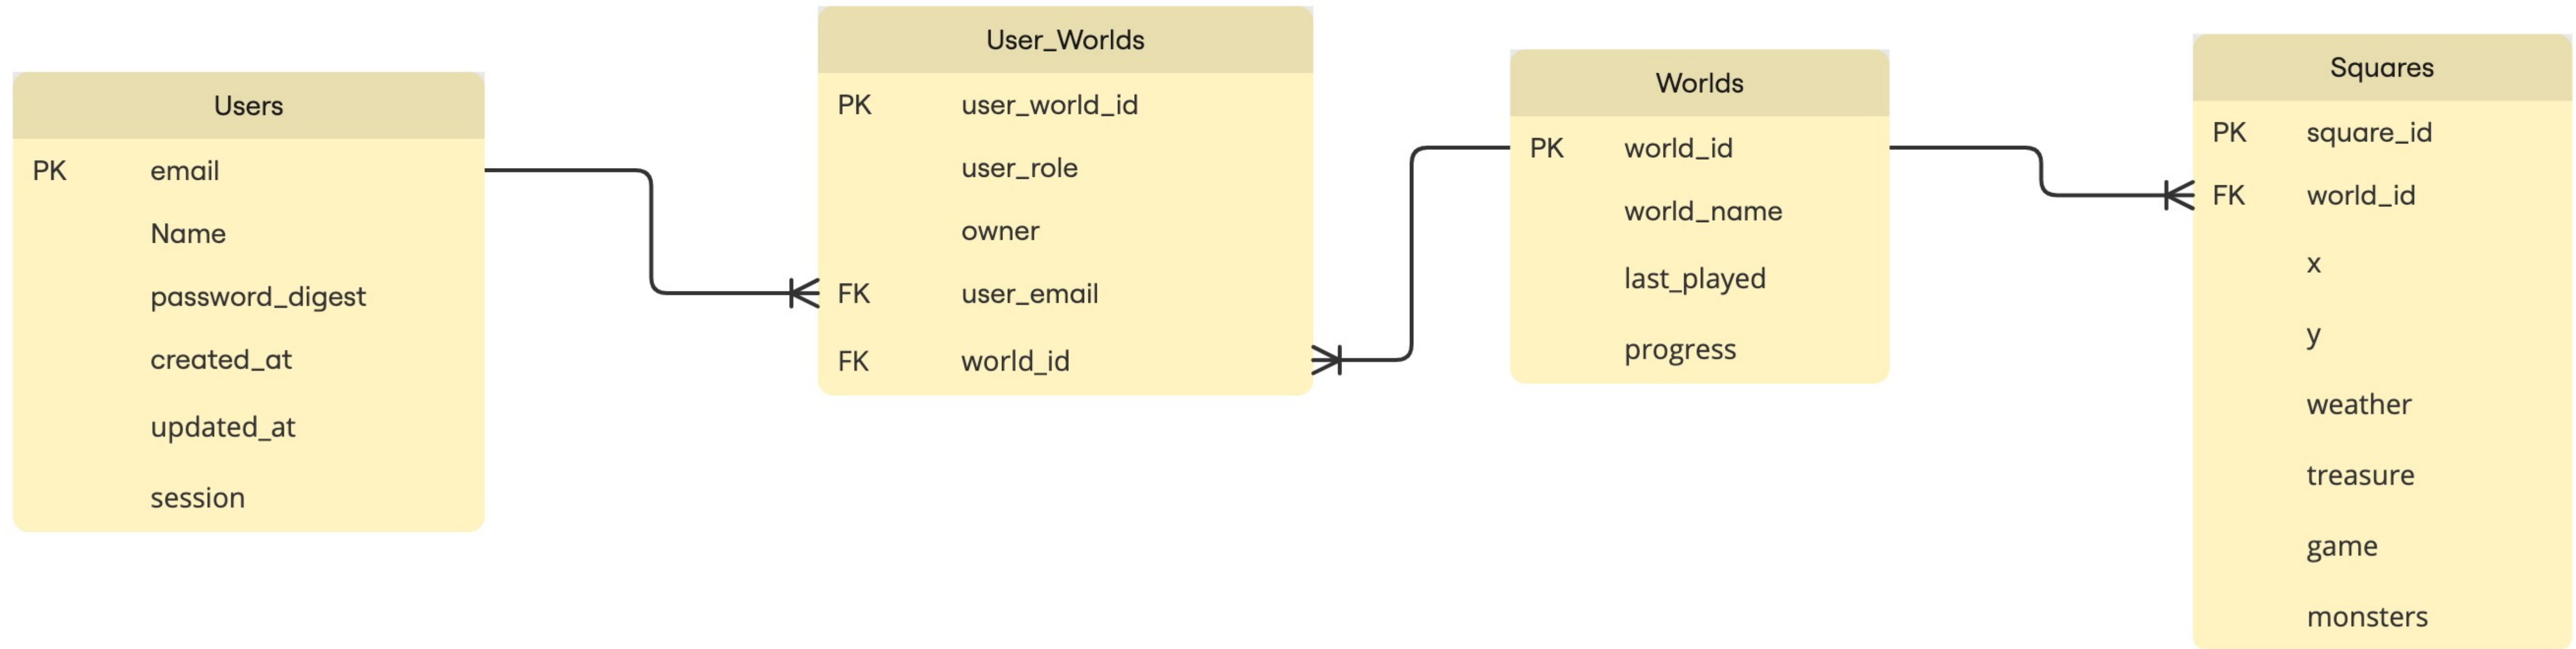 Users
PK email
Name
password_digest
created_at
updated_at
session
User_Worlds
PK user_world_id
user_role
owner
FK user_email
FK world_id
Worlds
PK world_id
world_name
last_played
progress
Squares
PK square_id
FK world_id
x
y
weather
treasure
game
monsters